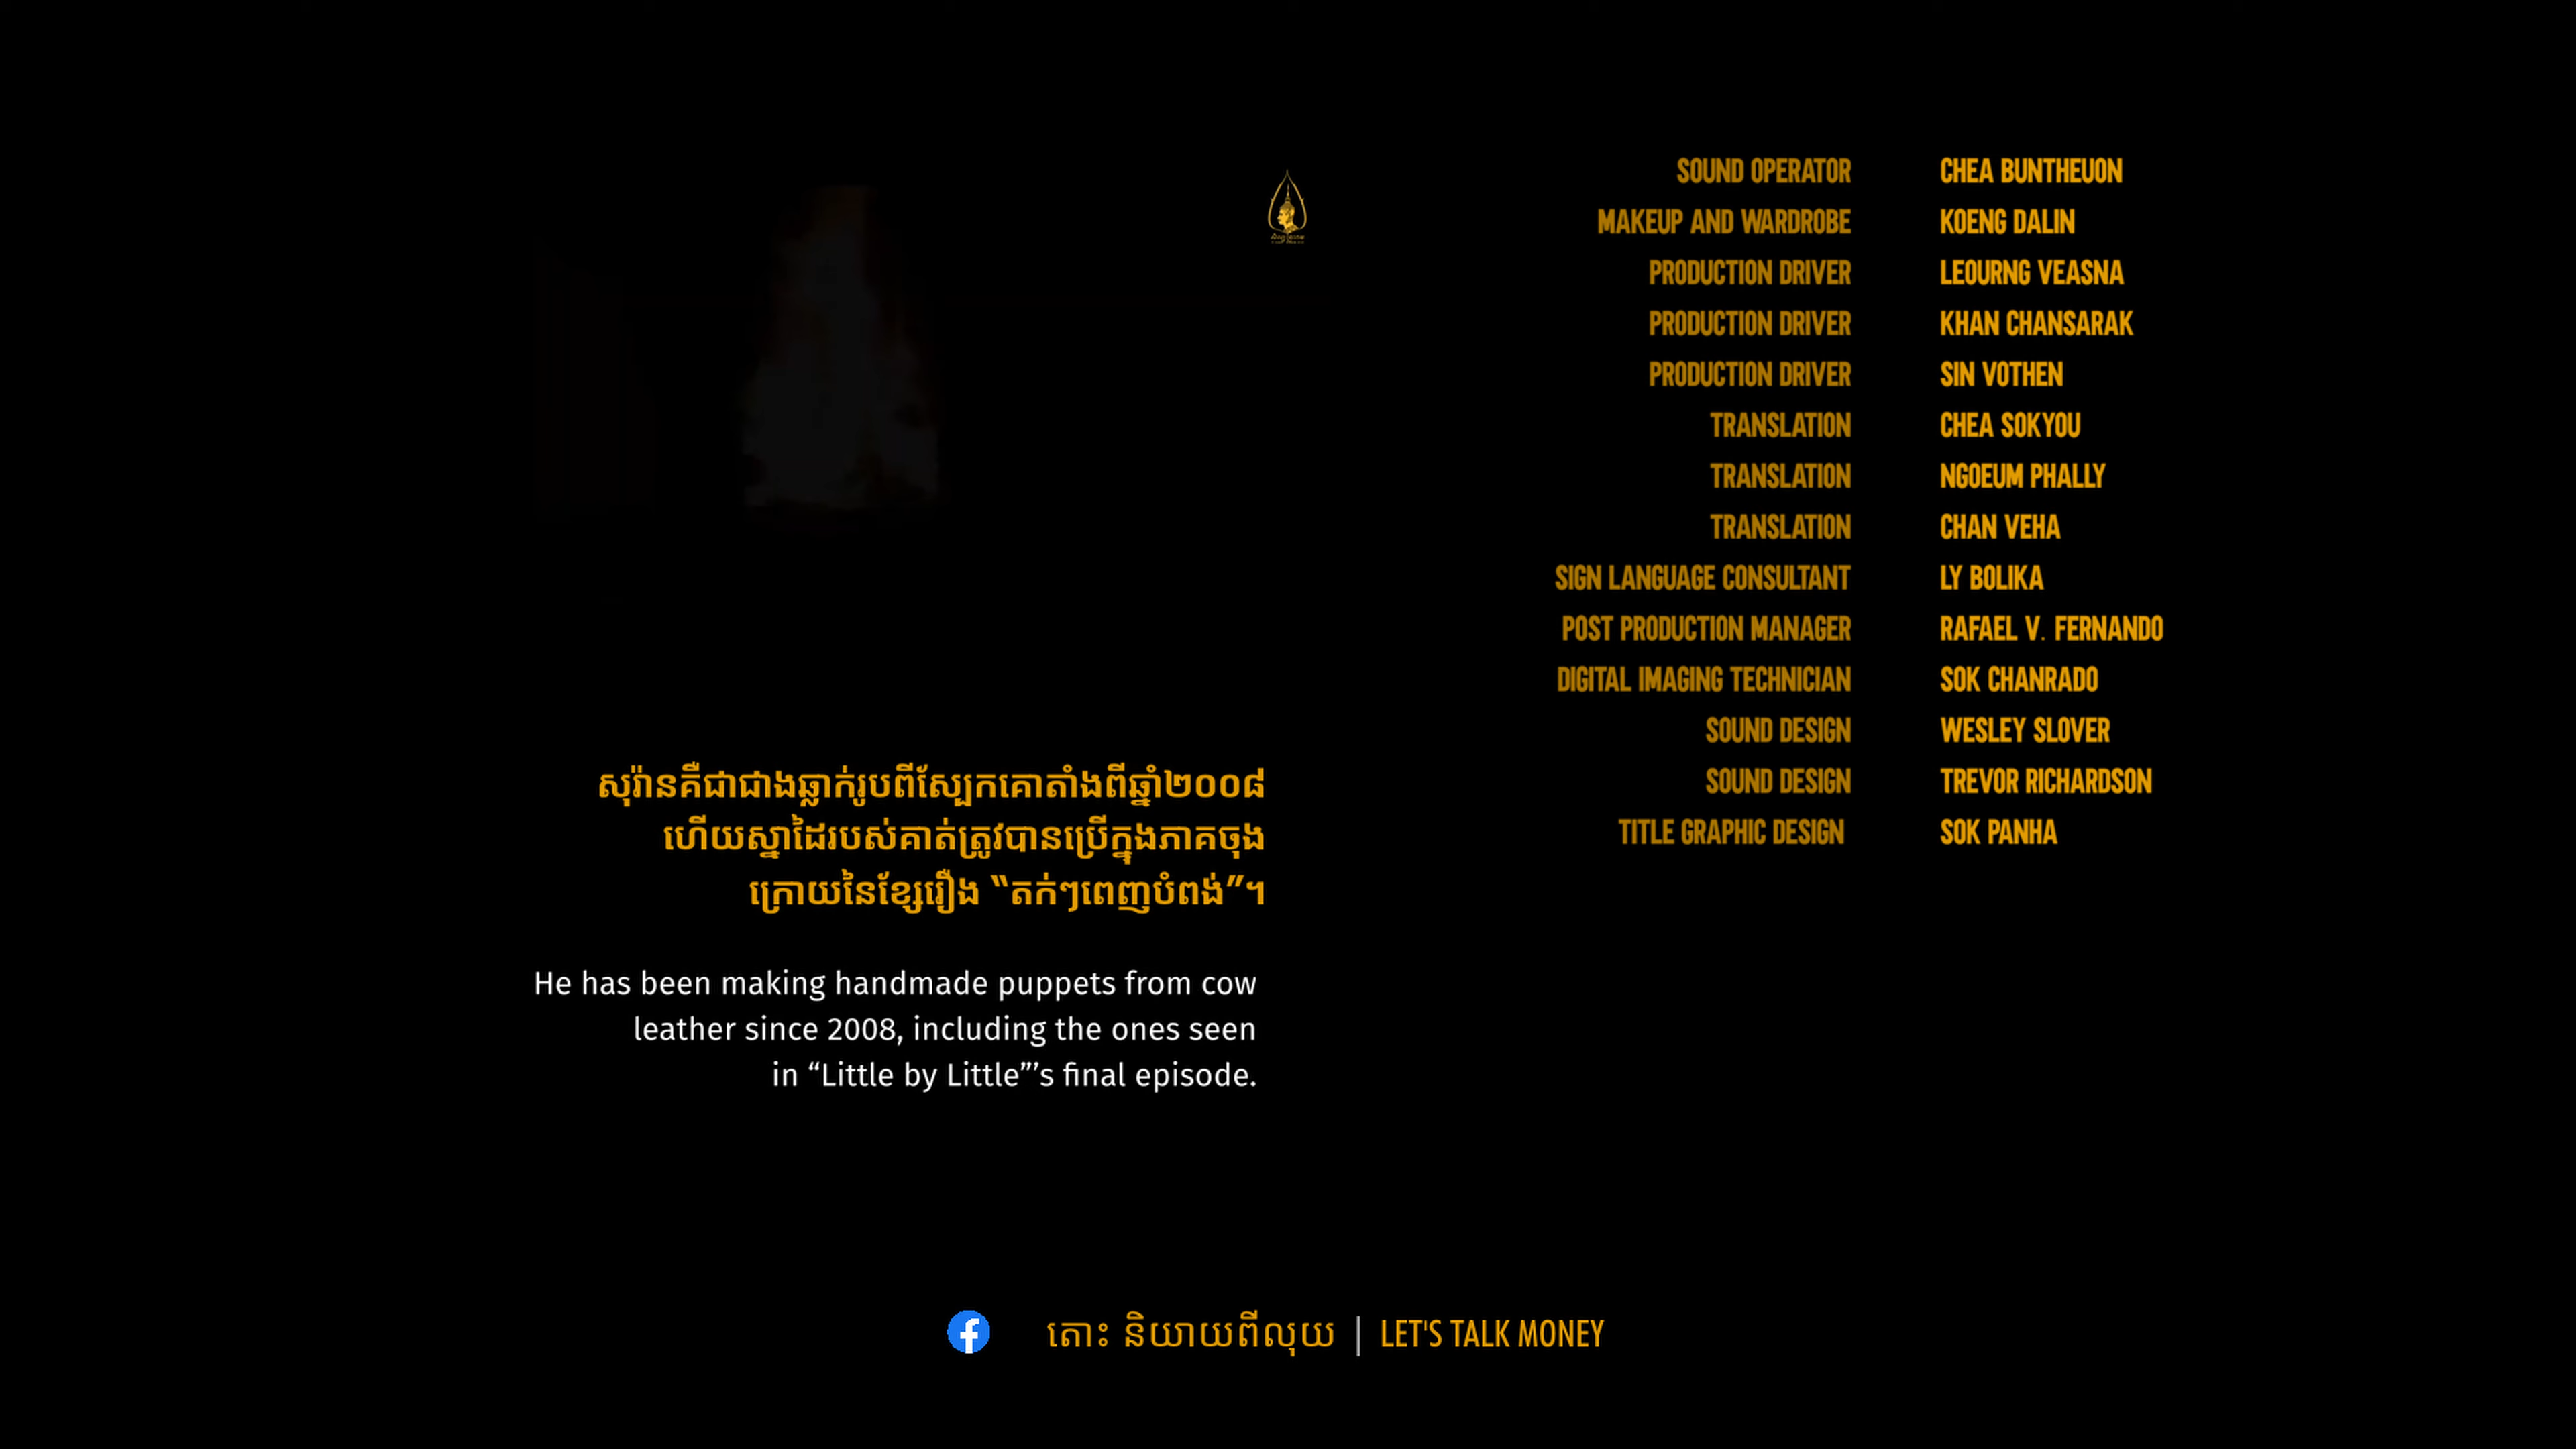 សុវ៉ានគឺជាជាងឆ្លាក់រូបពីស្បែកគោតាំងពីឆ្នាំ២០០៨
ហើយស្នាដៃរបស់គាត់ត្រូវបានប្រើក្នុងភាគចុង
ក្រោយនៃខ្សែរឿង “តក់ៗពេញបំពង់”។
He has been making handmade puppets from cow
leather since 2008, including the ones seen
in “Little by Little”’s final episode.
SOUND OPERATOR CHEA BUNTHEUON
MAKEUP AND WARDROBE KOENG DALIN
PRODUCTION DRIVER LEOURNG VEASNA
PRODUCTION DRIVER KHAN CHANSARAK
PRODUCTION DRIVER SIN VOTHEN
TRANSLATION CHEA SOKYOU
TRANSLATION NGOEUM PHALLY
TRANSLATION CHAN VEHA
SIGN LANGUAGE CONSULTANT LY BOLIKA
POST PRODUCTION MANAGER RAFAEL V. FERNANDO
DIGITAL IMAGING TECHNICIAN SOK CHANRADO
SOUND DESIGN WESLEY SLOVER
SOUND DESIGN TREVOR RICHARDSON
TITLE GRAPHIC DESIGN SOK PANHA
តោះ និយាយពីលុយ | LET'S TALK MONEY